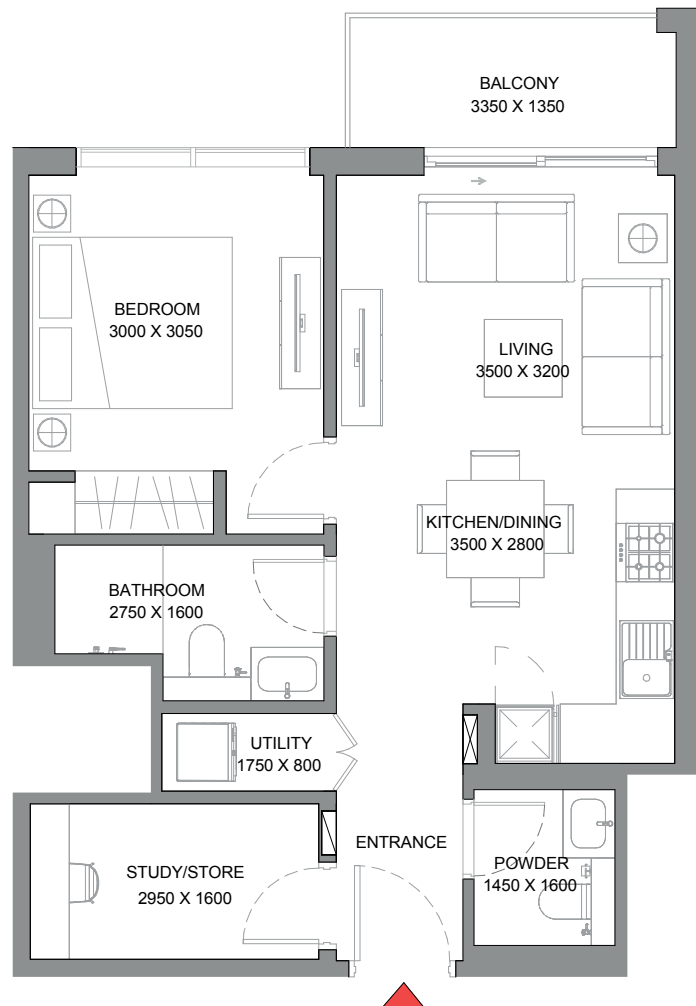 BALCONY
3350 X 1350
BEDROOM
3000 X 3050
LIVING
3500 X 3200
KITCHEN/DINING
3500 X 2800
BATHROOM
2750 X 1600
UTILITY
1750 X 800
ENTRANCE
STUDY/STORE
2950 X 1600
POWDER
1450 X 1600